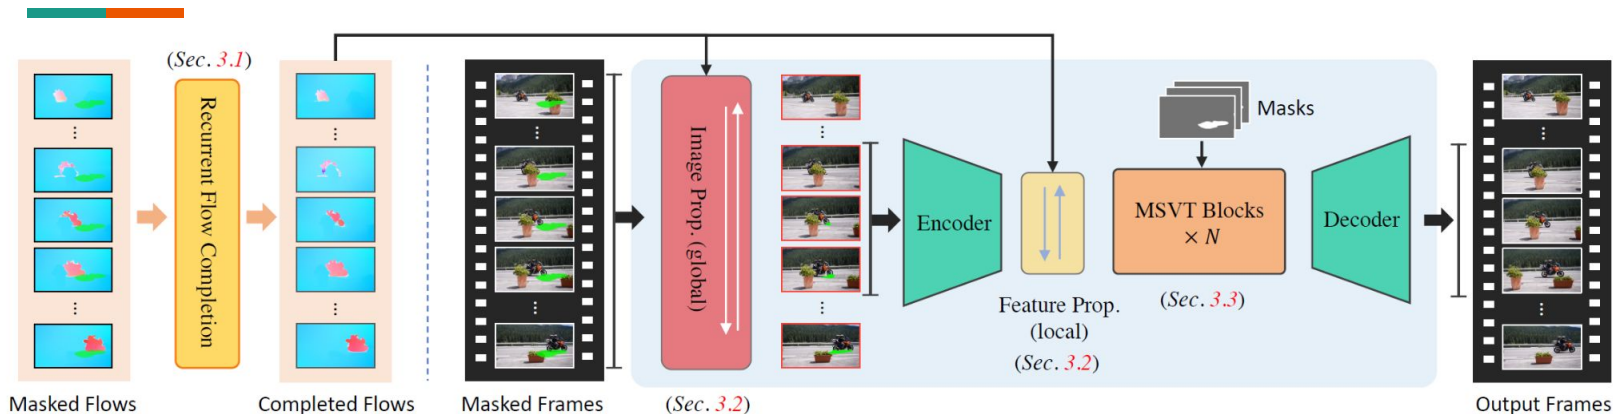 (Sec. 3.1)
Recurrent Flow Completion
Masked Flows
Completed Flows
Masked Frames
Image Prop. (global)
(Sec. 3.2)
Encoder
Feature Prop.
(local)
(Sec. 3.2)
Masks
MSVT Blocks
× N
(Sec. 3.3)
Decoder
Output Frames